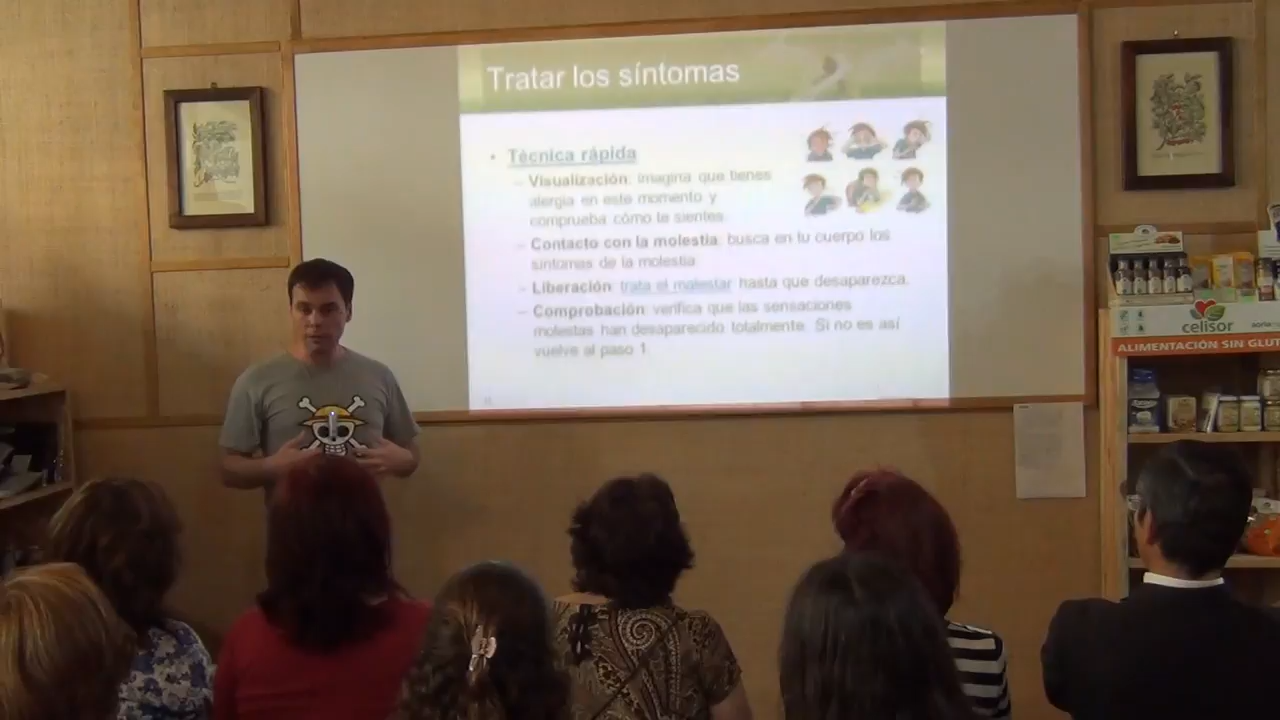 Tratar los síntomas
• Técnica rápida
– Visualización: imagina que tienes
alergia en este momento y
comprueba cómo te sientes.
– Contacto con la molestia: busca en tu cuerpo los
síntomas de la molestia
– Liberación: trata el malestar hasta que desaparezca.
– Comprobación: verifica que las sensaciones
molestas han desaparecido totalmente. Si no es así
vuelve al paso 1.
celisor
ALIMENTACIÓN SIN GLUT